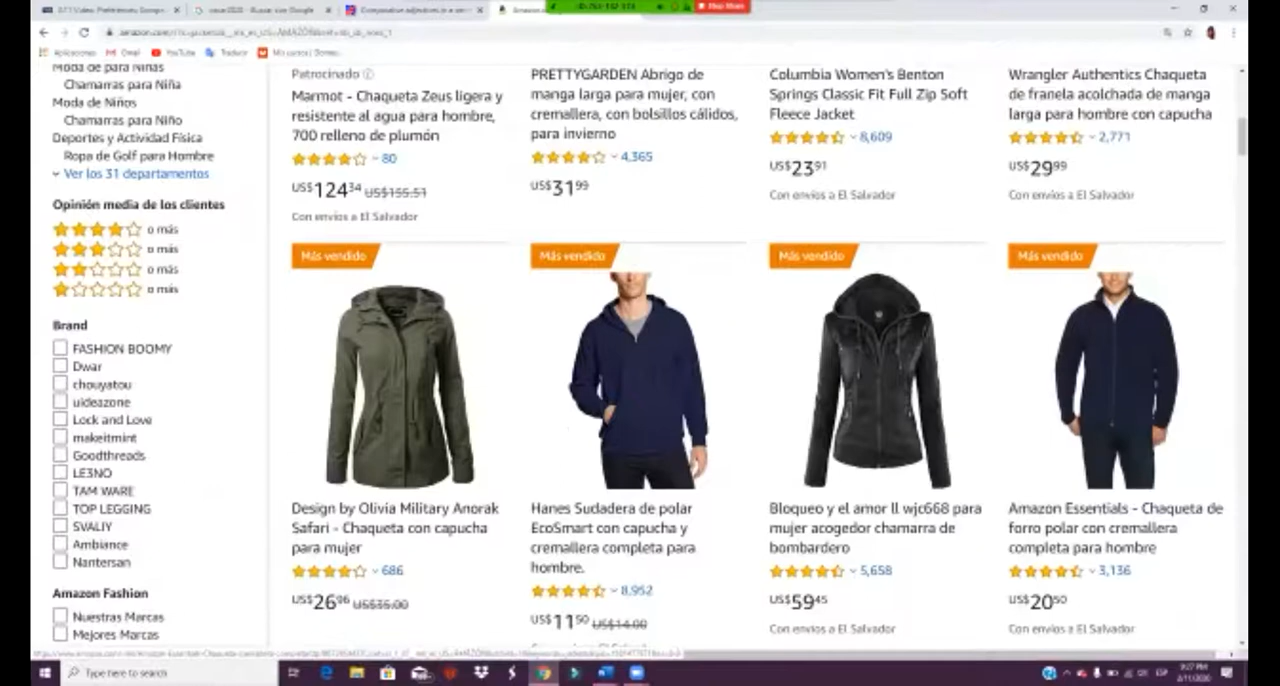 Stop Share
Aplicaciones
Gmail
YouTube
Traducir
Moda de para Niñas
Chamarras para Niña
Moda de Niños
Chamarras para Niño
Deportes y Actividad Física
Ropa de Golf para Hombre
Ver los 31 departamentos
Opinión media de los clientes
o más
o más
o más
o más
Brand
FASHION BOOMY
Dwar
chouyatou
uideazone
Lock and Love
makeitmint
Goodthreads
LE3NO
TAM WARE
TOP LEGGING
SVALIY
Ambiance
Nantersan
Amazon Fashion
Nuestras Marcas
Mejores Marcas
Patrocinado
Marmot - Chaqueta Zeus ligera y
resistente al agua para hombre,
700 relleno de plumón
80
US$124 34 US$155.51
Con envíos a El Salvador
PRETTYGARDEN Abrigo de
manga larga para mujer, con
cremallera, con bolsillos cálidos,
para invierno
4,365
US$31 99
Columbia Women's Benton
Springs Classic Fit Full Zip Soft
Fleece Jacket
8,609
US$23 91
Con envíos a El Salvador
Wrangler Authentics Chaqueta
de franela acolchada de manga
larga para hombre con capucha
2,771
US$29 99
Con envíos a El Salvador
Más vendido
Design by Olivia Military Anorak
Safari - Chaqueta con capucha
para mujer
686
US$26 96 US$35.00
Más vendido
Hanes Sudadera de polar
EcoSmart con capucha y
cremallera completa para
hombre.
8,952
US$11 50 US$14.00
Más vendido
Bloqueo y el amor ll wjc668 para
mujer acogedor chamarra de
bombardero
5,658
US$59 45
Con envíos a El Salvador
Más vendido
Amazon Essentials - Chaqueta de
forro polar con cremallera
completa para hombre
3,136
US$20 50
Con envíos a El Salvador
Type here to search
ESP
9:27 PM